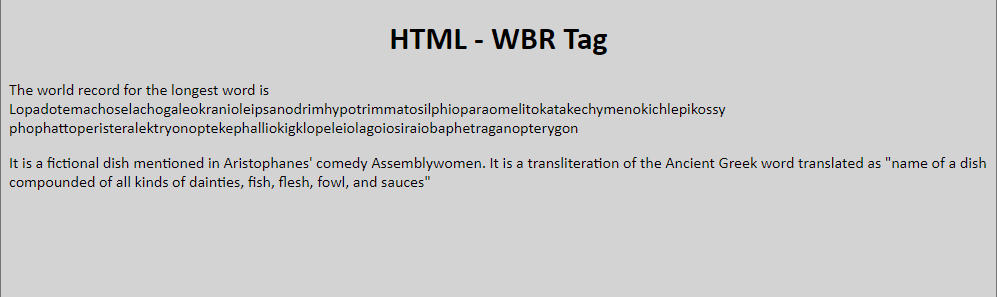 HTML - WBR Tag
The world record for the longest word is
Lopadotemachoselachogaleokranioleipsanodrimhypotrimmatosilphioparaomelitokatakechymenokichlepikossy
phophattoperisteralektryonoptekephalliokigklopeleiolagoiosiraiobaphetraganopterygon
It is a fictional dish mentioned in Aristophanes' comedy Assemblywomen. It is a transliteration of the Ancient Greek word translated as "name of a dish
compounded of all kinds of dainties, fish, flesh, fowl, and sauces"